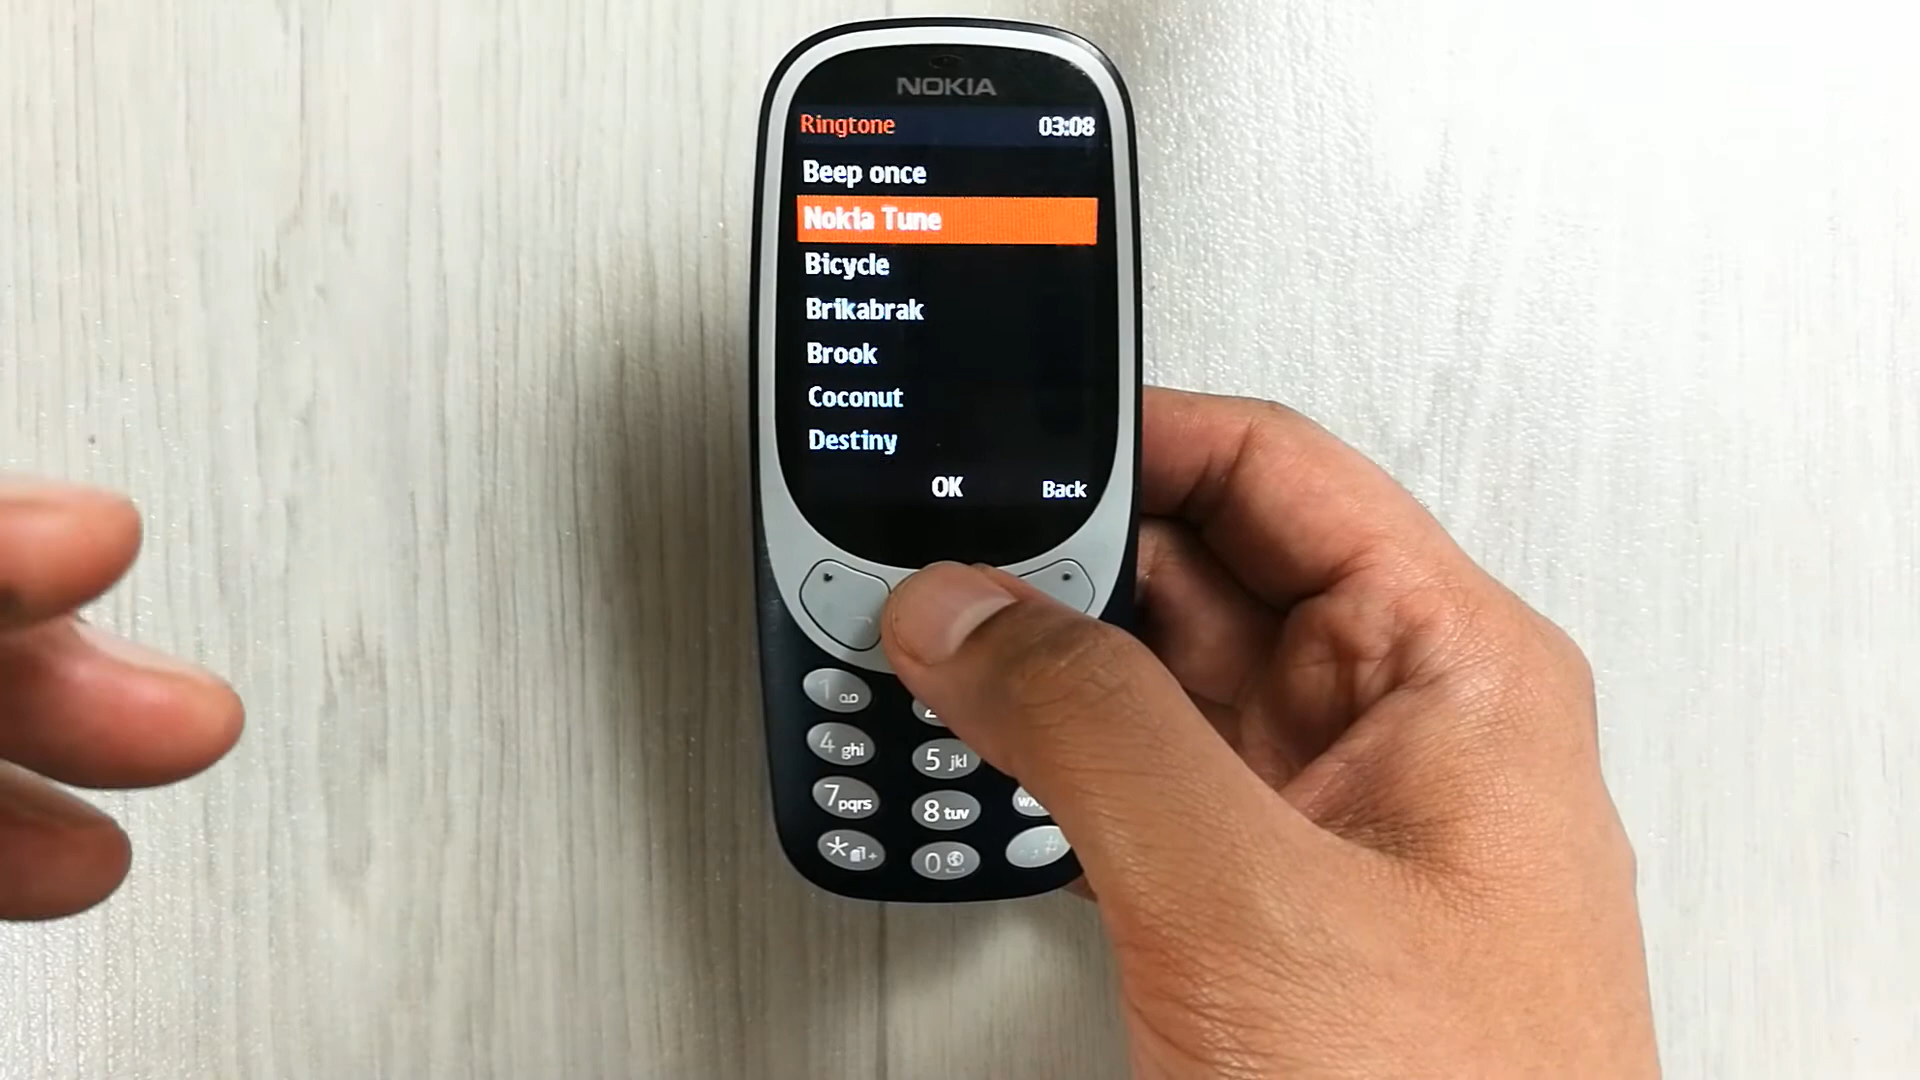 NOKIA
Ringtone 03:08
Beep once
Nokia Tune
Bicycle
Brikabrak
Brook
Coconut
Destiny
OK Back
1
2
4 ghi 5 jkl
7 pqrs 8 tuv
* + 0 #